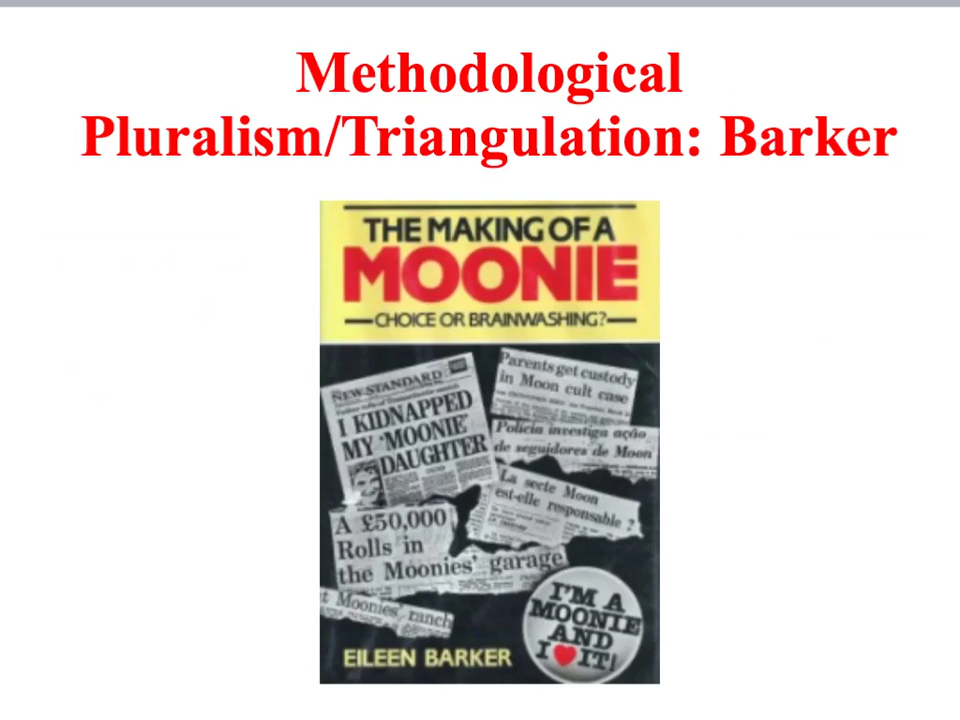 Methodological
Pluralism/Triangulation: Barker
THE MAKING OF A
MOONIE
CHOICE OR BRAINWASHING?
NEW STANDARD
I KIDNAPPED
MY 'MOONIE'
DAUGHTER
Parents get custody
in Moon cult case
Polícia investiga ação
de seguidores de Moon
La secte Moon
est-elle responsable ?
A £50,000
Rolls in
the Moonies' garage
t Moonies' ranch
I'M A
MOONIE
AND
I ♥ IT!
EILEEN BARKER